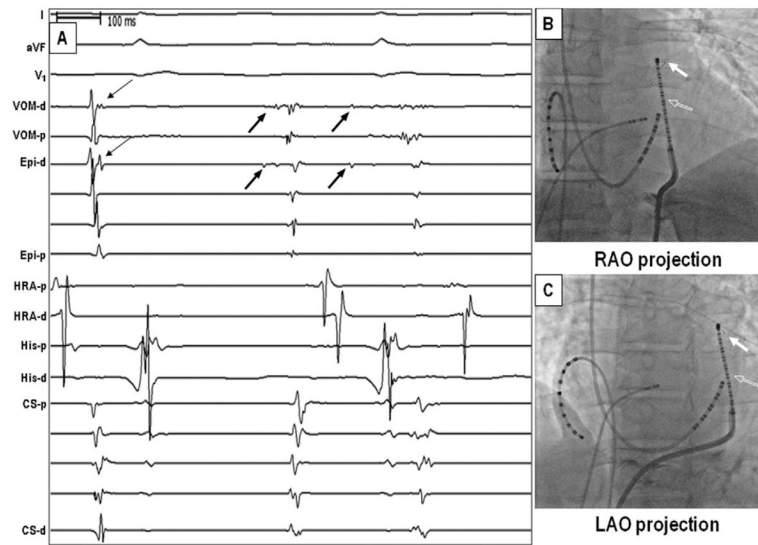 A
100 ms
I
aVF
V1
VOM-d
VOM-p
Epi-d
Epi-p
HRA-p
HRA-d
His-p
His-d
CS-p
CS-d
B
RAO projection
C
LAO projection